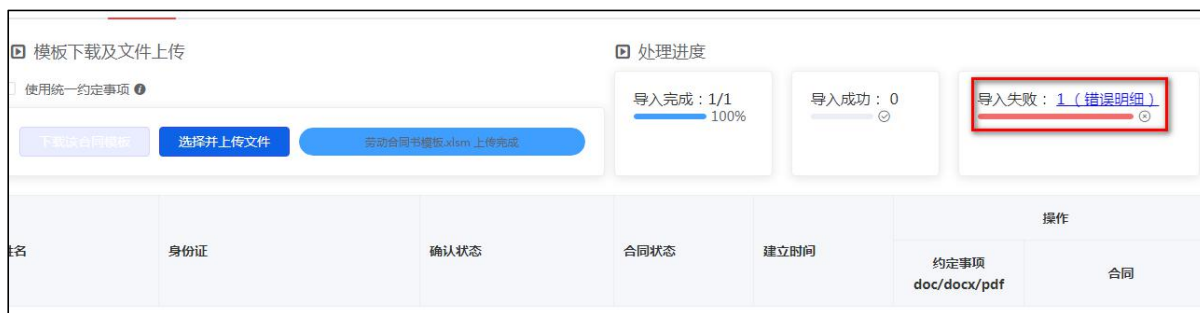 模板下载及文件上传
处理进度
使用统一约定事项
导入完成：1/1
100%
导入成功： 0
导入失败： 1 （错误明细）
下载该合同模板
选择并上传文件
劳动合同书模板.xlsm 上传完成
姓名
身份证
确认状态
合同状态
建立时间
操作
约定事项
doc/docx/pdf
合同